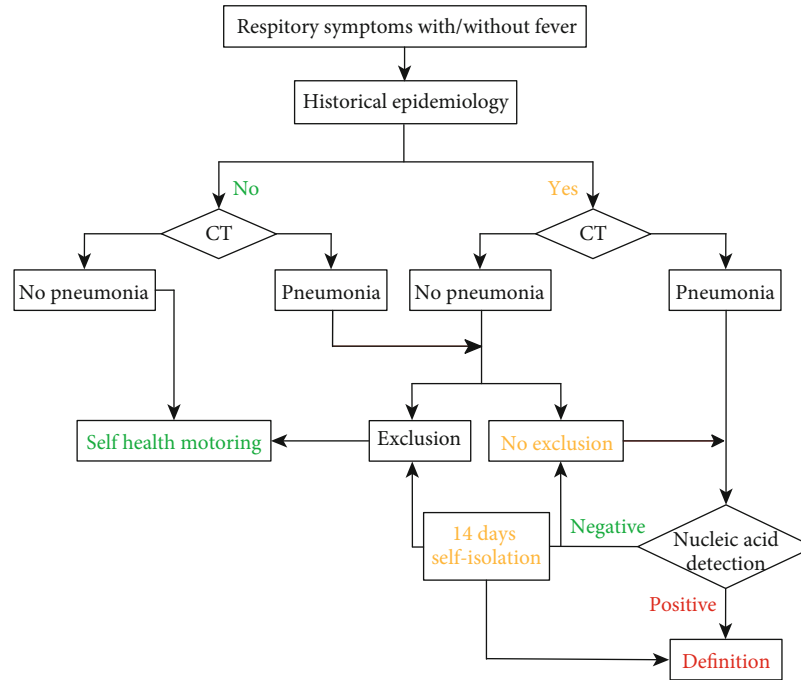 Respitory symptoms with/without fever
Historical epidemiology
No
Yes
CT
CT
No pneumonia
Pneumonia
No pneumonia
Pneumonia
Self health motoring
Exclusion
No exclusion
14 days
self-isolation
Negative
Nucleic acid
detection
Positive
Definition